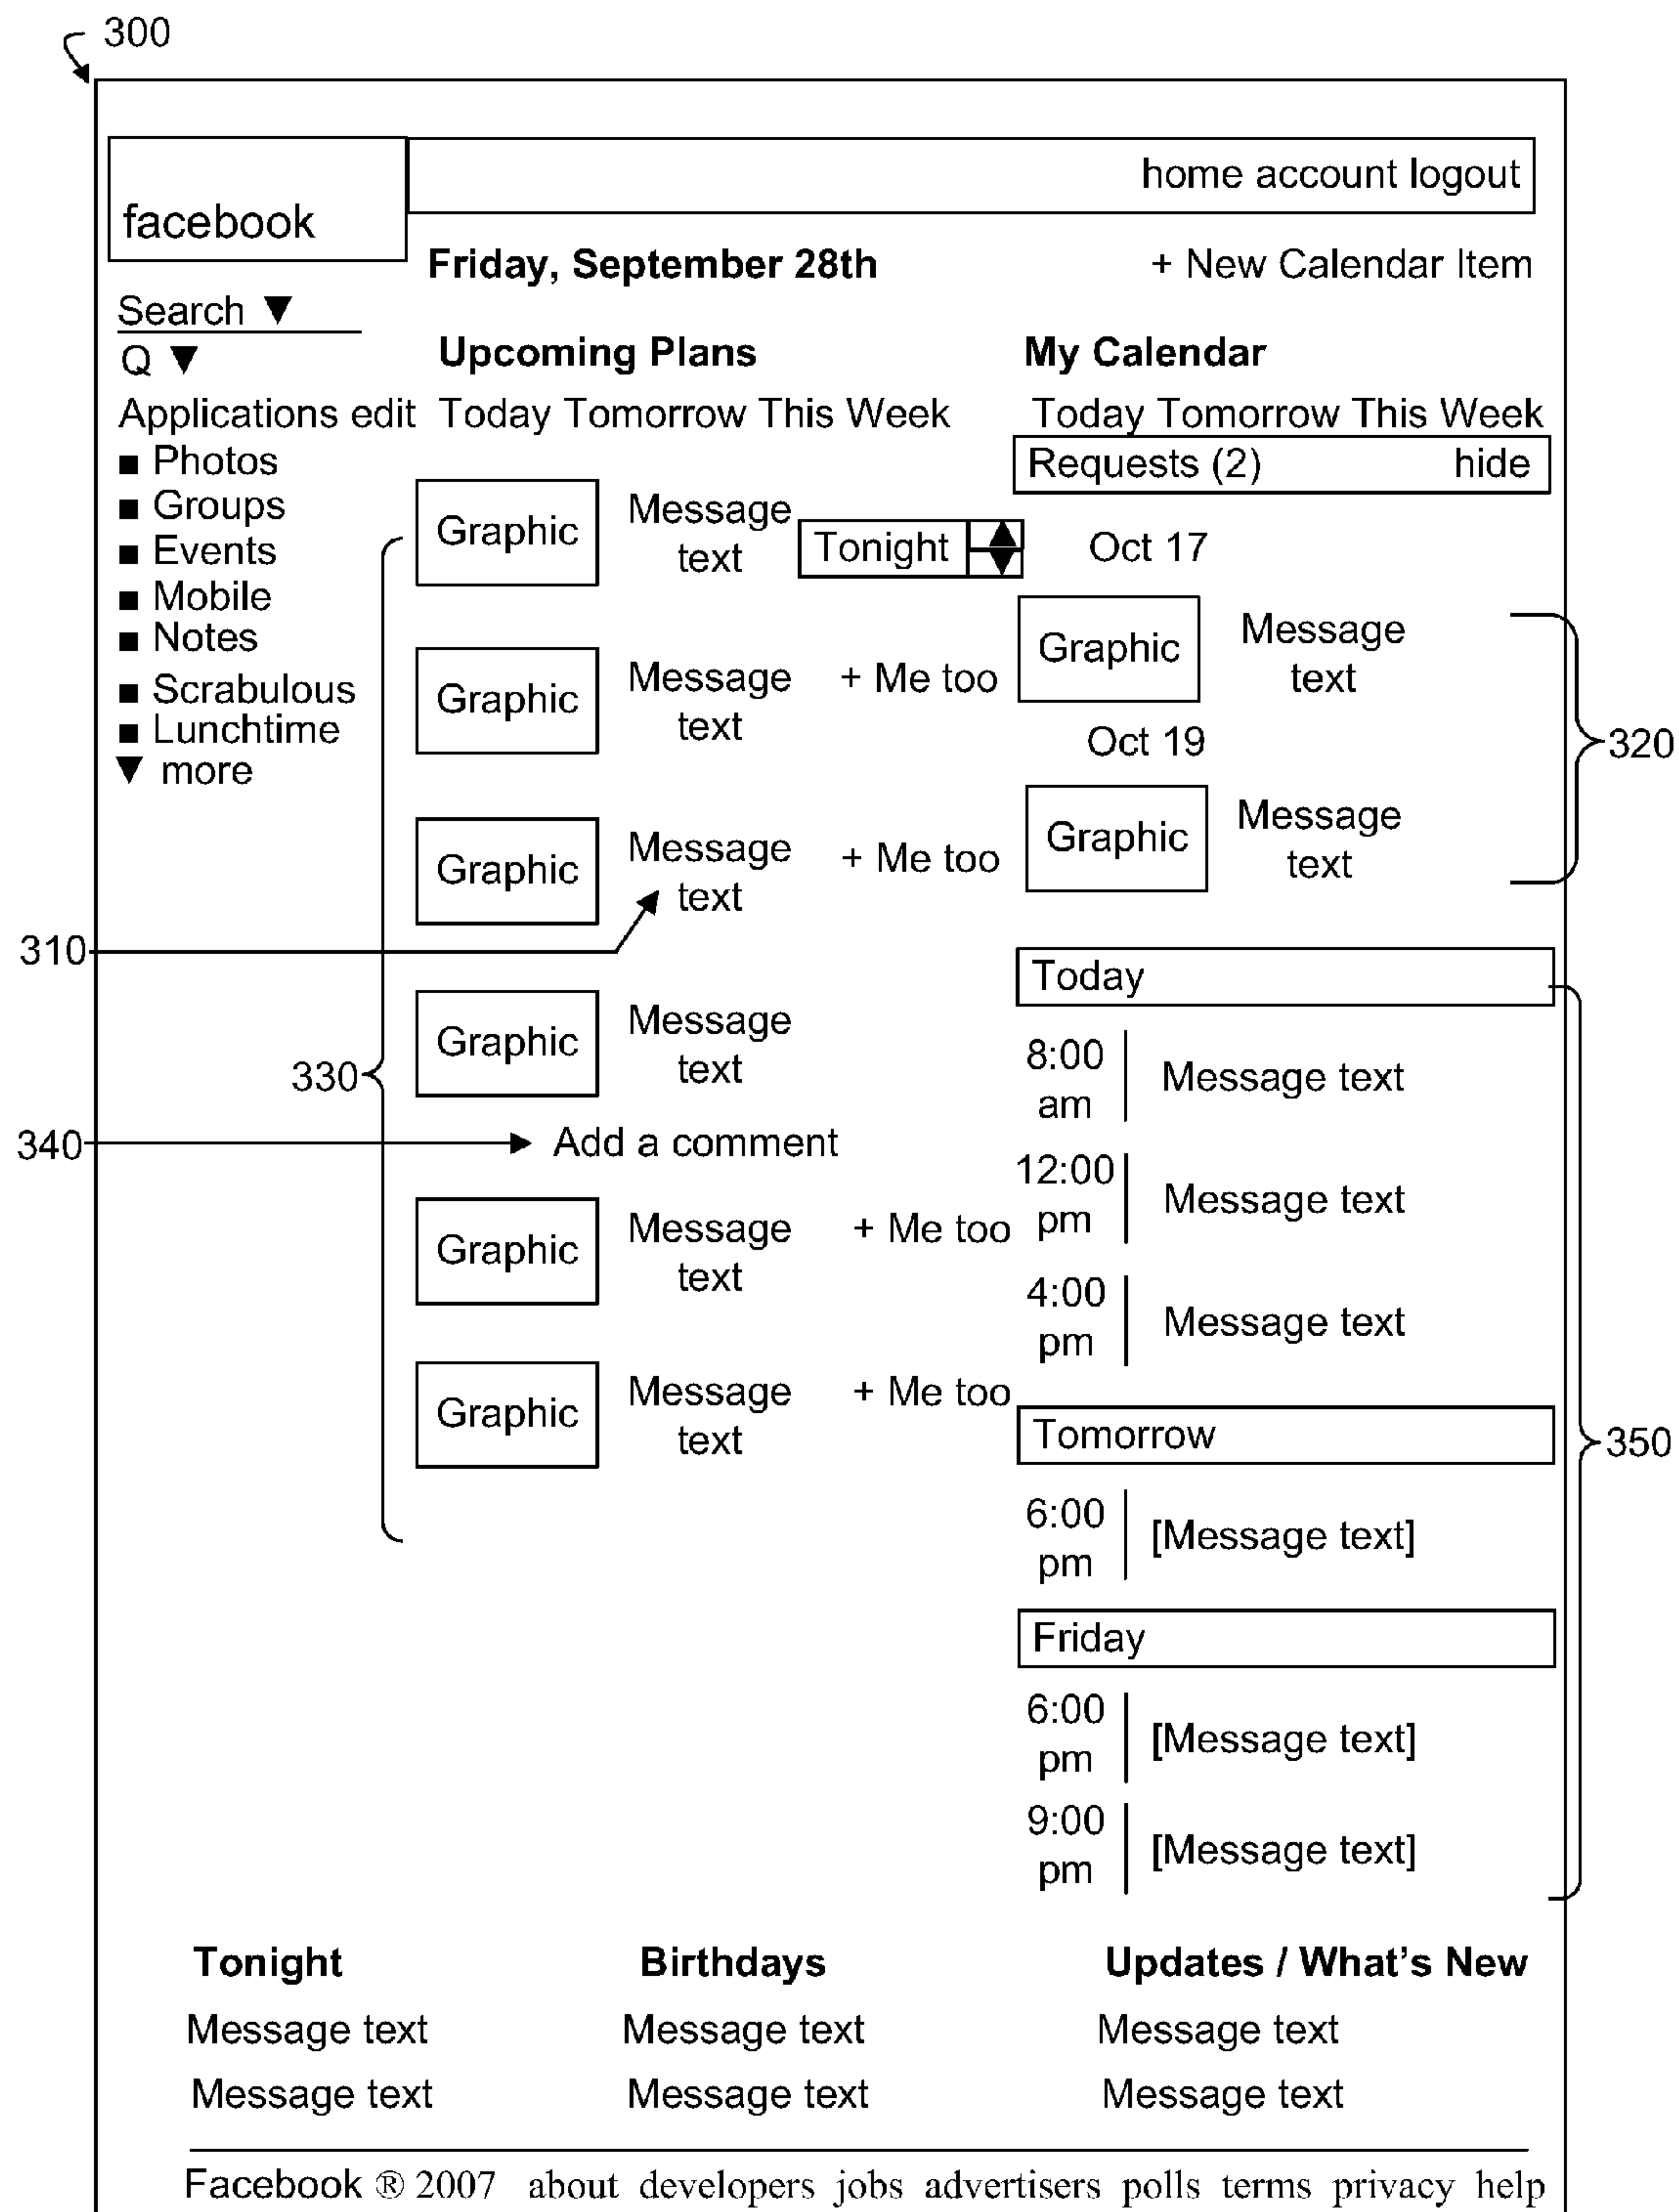 300
home account logout
facebook
Friday, September 28th
+ New Calendar Item
Search ▼
Q ▼
Applications edit
■ Photos
■ Groups
■ Events
■ Mobile
■ Notes
■ Scrabulous
■ Lunchtime
▼ more
Upcoming Plans
Today Tomorrow This Week
Graphic
Message
text
Tonight
Graphic
Message
text
+ Me too
Graphic
Message
text
+ Me too
310
Graphic
Message
text
330
340
Add a comment
Graphic
Message
text
+ Me too
Graphic
Message
text
+ Me too
My Calendar
Today Tomorrow This Week
Requests (2) hide
Oct 17
Graphic
Message
text
Oct 19
Graphic
Message
text
320
Today
8:00
am
Message text
12:00
pm
Message text
4:00
pm
Message text
Tomorrow
350
6:00
pm
[Message text]
Friday
6:00
pm
[Message text]
9:00
pm
[Message text]
Tonight
Message text
Message text
Birthdays
Message text
Message text
Updates / What's New
Message text
Message text
Facebook ® 2007 about developers jobs advertisers polls terms privacy help